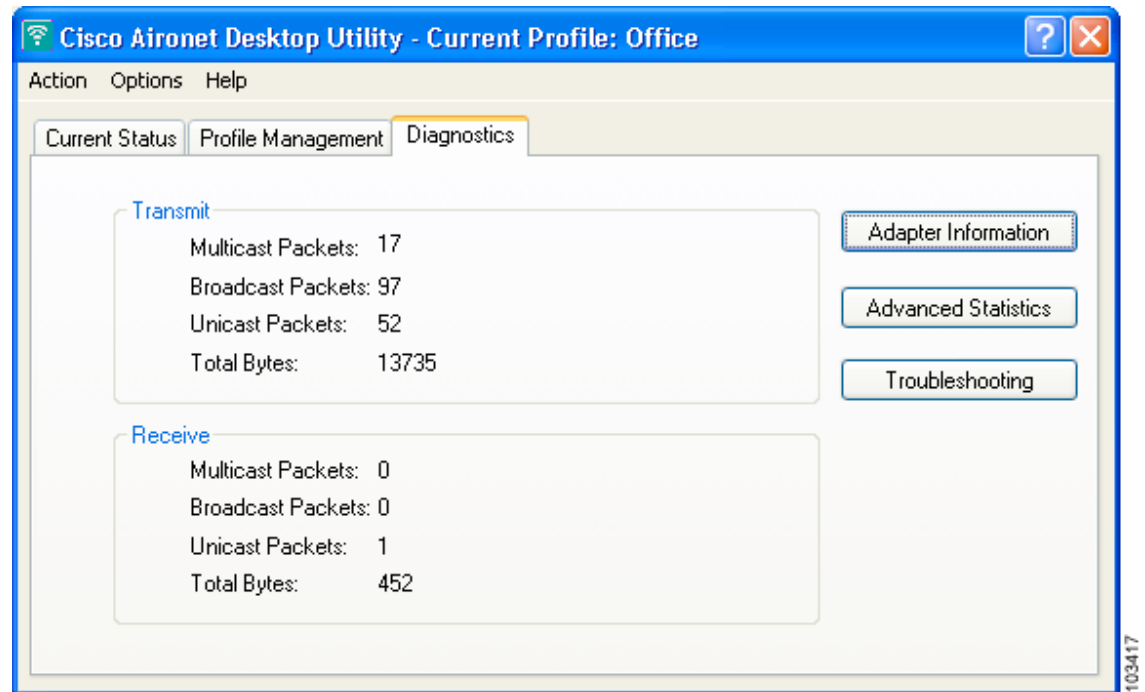 Cisco Aironet Desktop Utility - Current Profile: Office
Action Options Help
Current Status Profile Management Diagnostics
Transmit
Multicast Packets: 17
Broadcast Packets: 97
Unicast Packets: 52
Total Bytes: 13735
Adapter Information
Advanced Statistics
Troubleshooting
Receive
Multicast Packets: 0
Broadcast Packets: 0
Unicast Packets: 1
Total Bytes: 452
103417